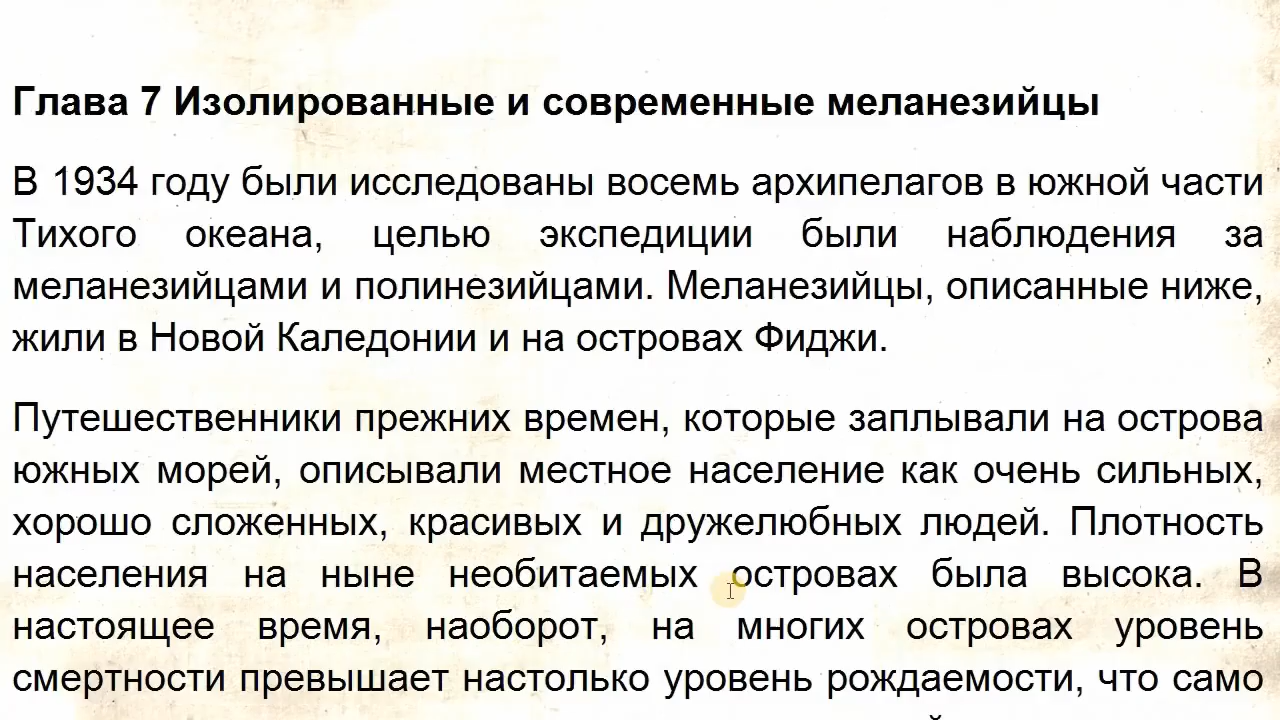 Глава 7 Изолированные и современные меланезийцы
В 1934 году были исследованы восемь архипелагов в южной части
Тихого океана, целью экспедиции были наблюдения за
меланезийцами и полинезийцами. Меланезийцы, описанные ниже,
жили в Новой Каледонии и на островах Фиджи.
Путешественники прежних времен, которые заплывали на острова
южных морей, описывали местное население как очень сильных,
хорошо сложенных, красивых и дружелюбных людей. Плотность
населения на ныне необитаемых островах была высока. В
настоящее время, наоборот, на многих островах уровень
смертности превышает настолько уровень рождаемости, что само